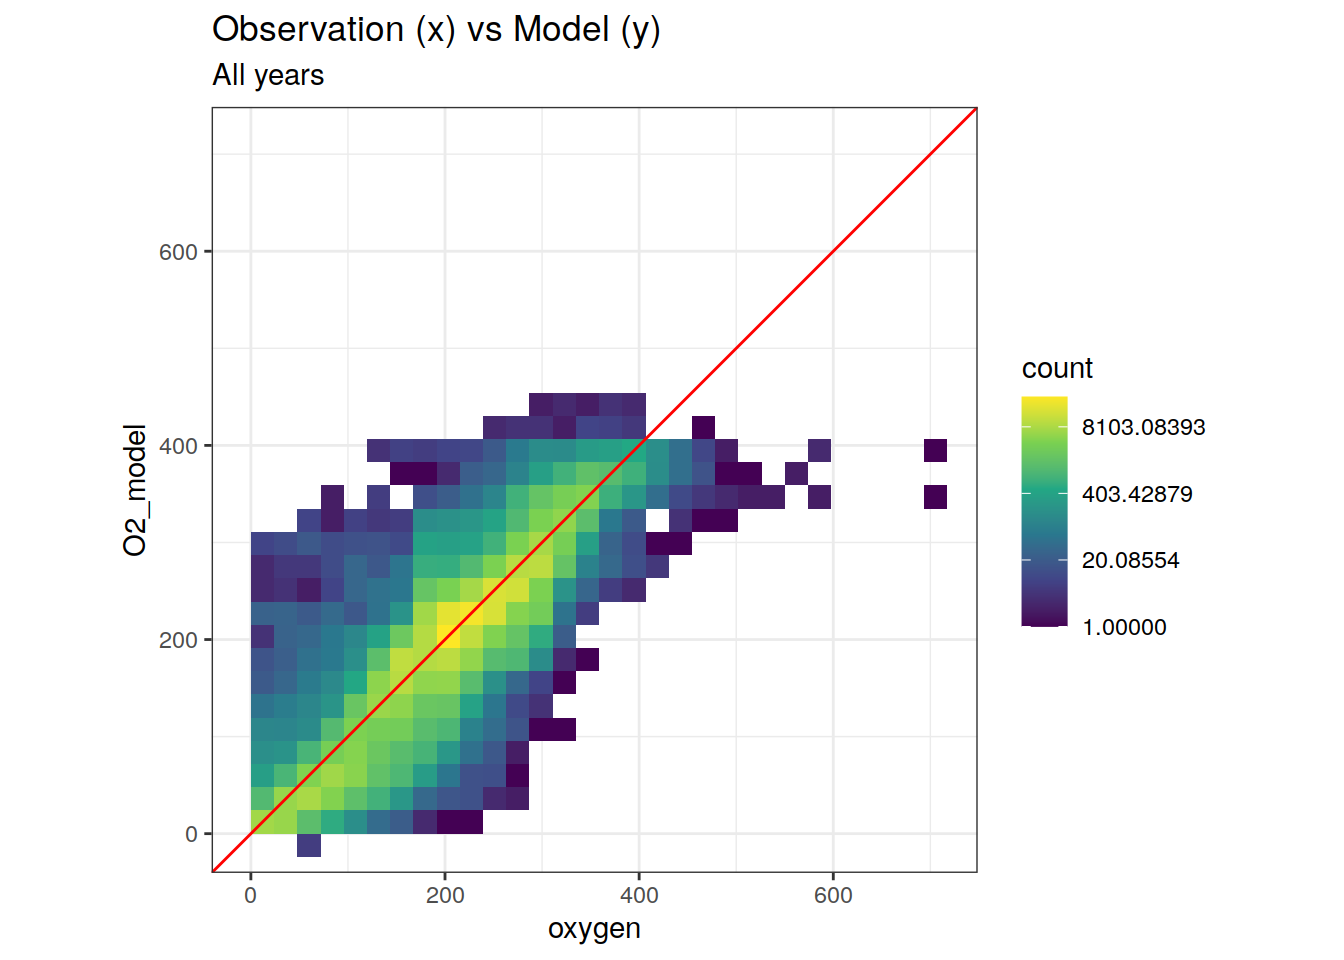 Observation (x) vs Model (y)
All years
O2_model
600
400
200
0
0 200 400 600
oxygen
count
8103.08393
403.42879
20.08554
1.00000